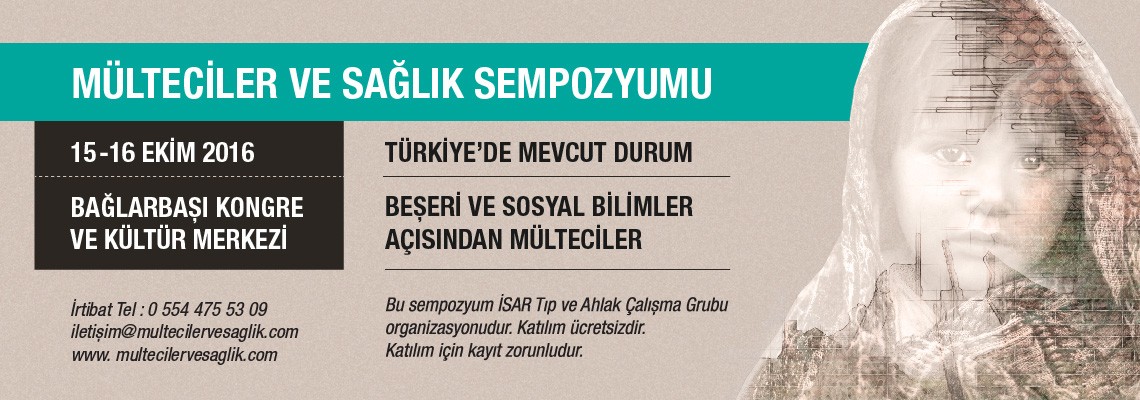 MÜLTECİLER VE SAĞLIK SEMPOZYUMU
15-16 EKİM 2016
BAĞLARBAŞI KONGRE
VE KÜLTÜR MERKEZİ
TÜRKİYE'DE MEVCUT DURUM
BEŞERİ VE SOSYAL BİLİMLER
AÇISINDAN MÜLTECİLER
İrtibat Tel : 0 554 475 53 09
iletişim@multecilervesaglik.com
www. multecilervesaglik.com
Bu sempozyum İSAR Tıp ve Ahlak Çalışma Grubu
organizasyonudur. Katılım ücretsizdir.
Katılım için kayıt zorunludur.